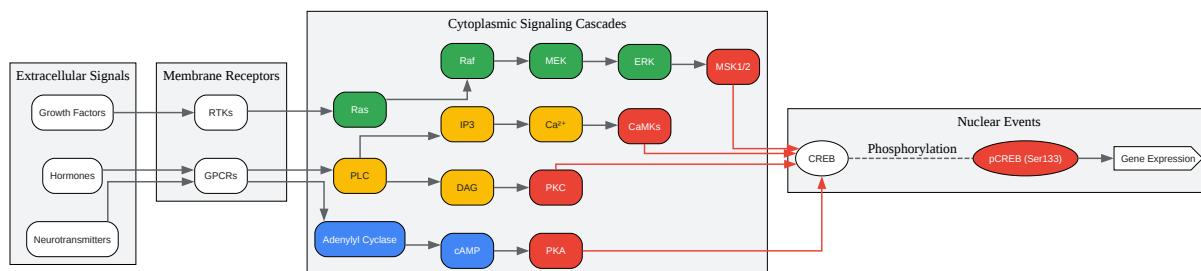 Extracellular Signals
Growth Factors
Hormones
Neurotransmitters
Membrane Receptors
RTKs
GPCRs
Cytoplasmic Signaling Cascades
Raf
MEK
ERK
MSK1/2
Ras
IP3
Ca²⁺
CaMKs
PLC
DAG
PKC
Adenylyl Cyclase
cAMP
PKA
Nuclear Events
CREB
Phosphorylation
pCREB (Ser133)
Gene Expression